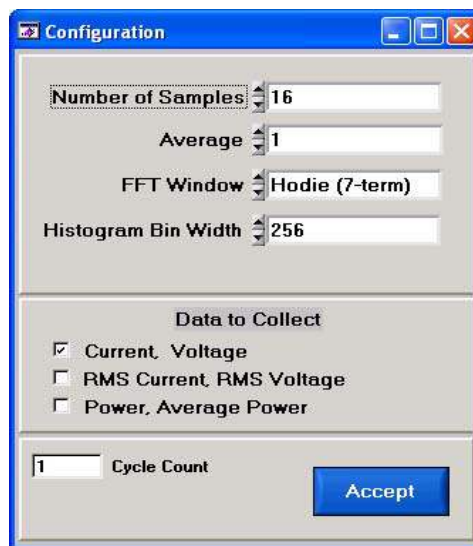 Configuration
Number of Samples 16
Average 1
FFT Window Hodie (7-term)
Histogram Bin Width 256
Data to Collect
Current, Voltage
RMS Current, RMS Voltage
Power, Average Power
1 Cycle Count
Accept